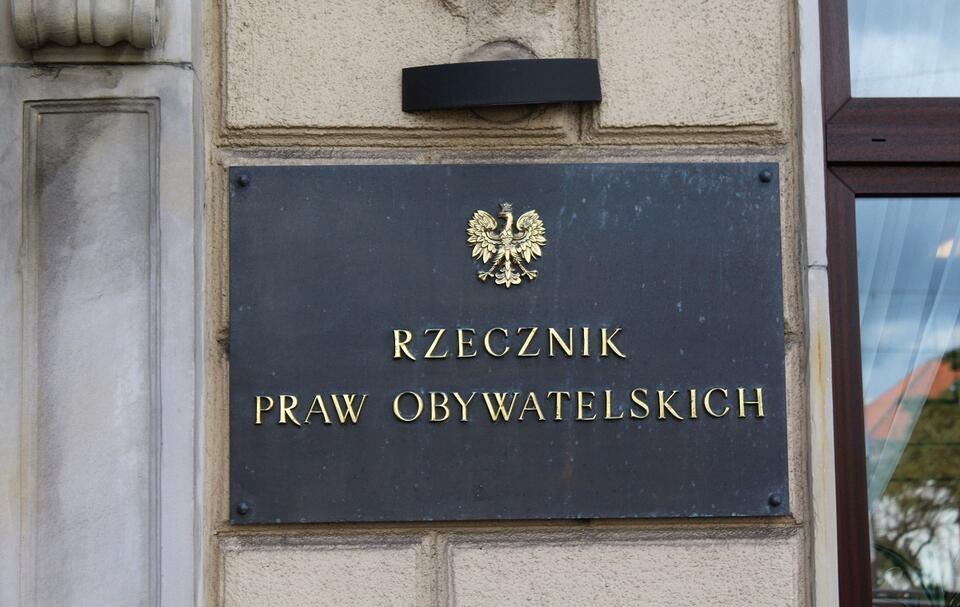 RZECZNIK
PRAW OBYWATELSKICH